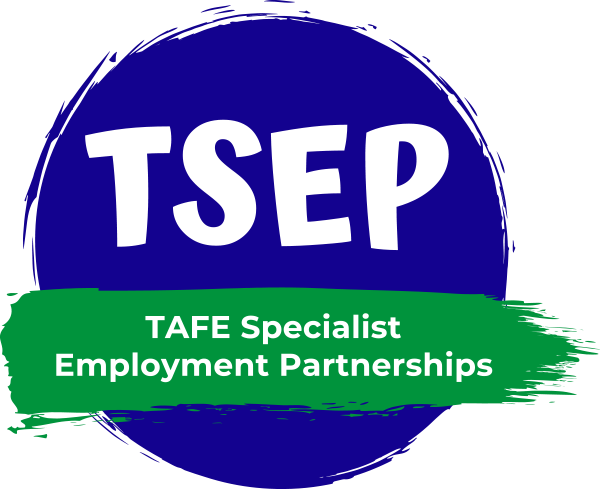 TSEP
TAFE Specialist
Employment Partnerships